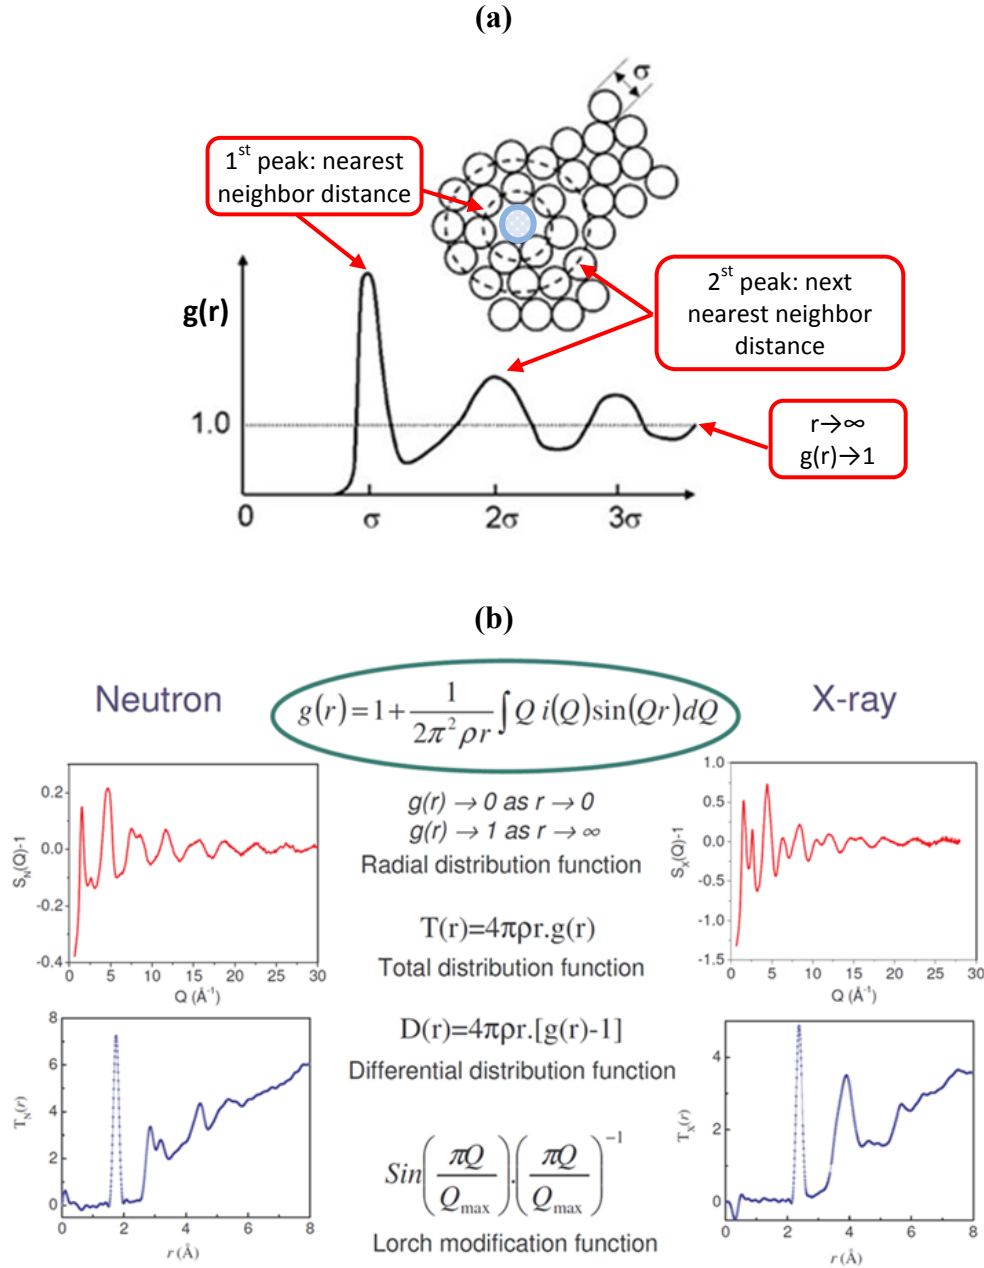 (a)
σ
1st peak: nearest
neighbor distance
2st peak: next
nearest neighbor
distance
g(r)
1.0
r→∞
g(r)→1
0 σ 2σ 3σ
(b)
Neutron
g(r)=1+\frac{1}{2π²ρr}∫Q i(Q)sin(Qr)dQ
X-ray
S_N(Q)-1
0.2
0.0
-0.2
-0.4
0 5 10 15 20 25 30
Q (Å⁻¹)
g(r) → 0 as r → 0
g(r) → 1 as r → ∞
Radial distribution function
S_X(Q)-1
1.0
0.5
0.0
-0.5
-1.0
-1.5
0 5 10 15 20 25 30
Q (Å⁻¹)
T(r)=4πρr.g(r)
Total distribution function
D(r)=4πρr.[g(r)-1]
Differential distribution function
T_N(r)
8
6
4
2
0
0 2 4 6 8
r (Å)
T_X(r)
4
2
0
0 2 4 6 8
r (Å)
Sin(\frac{πQ}{Q_max}).(\frac{πQ}{Q_max})⁻¹
Lorch modification function